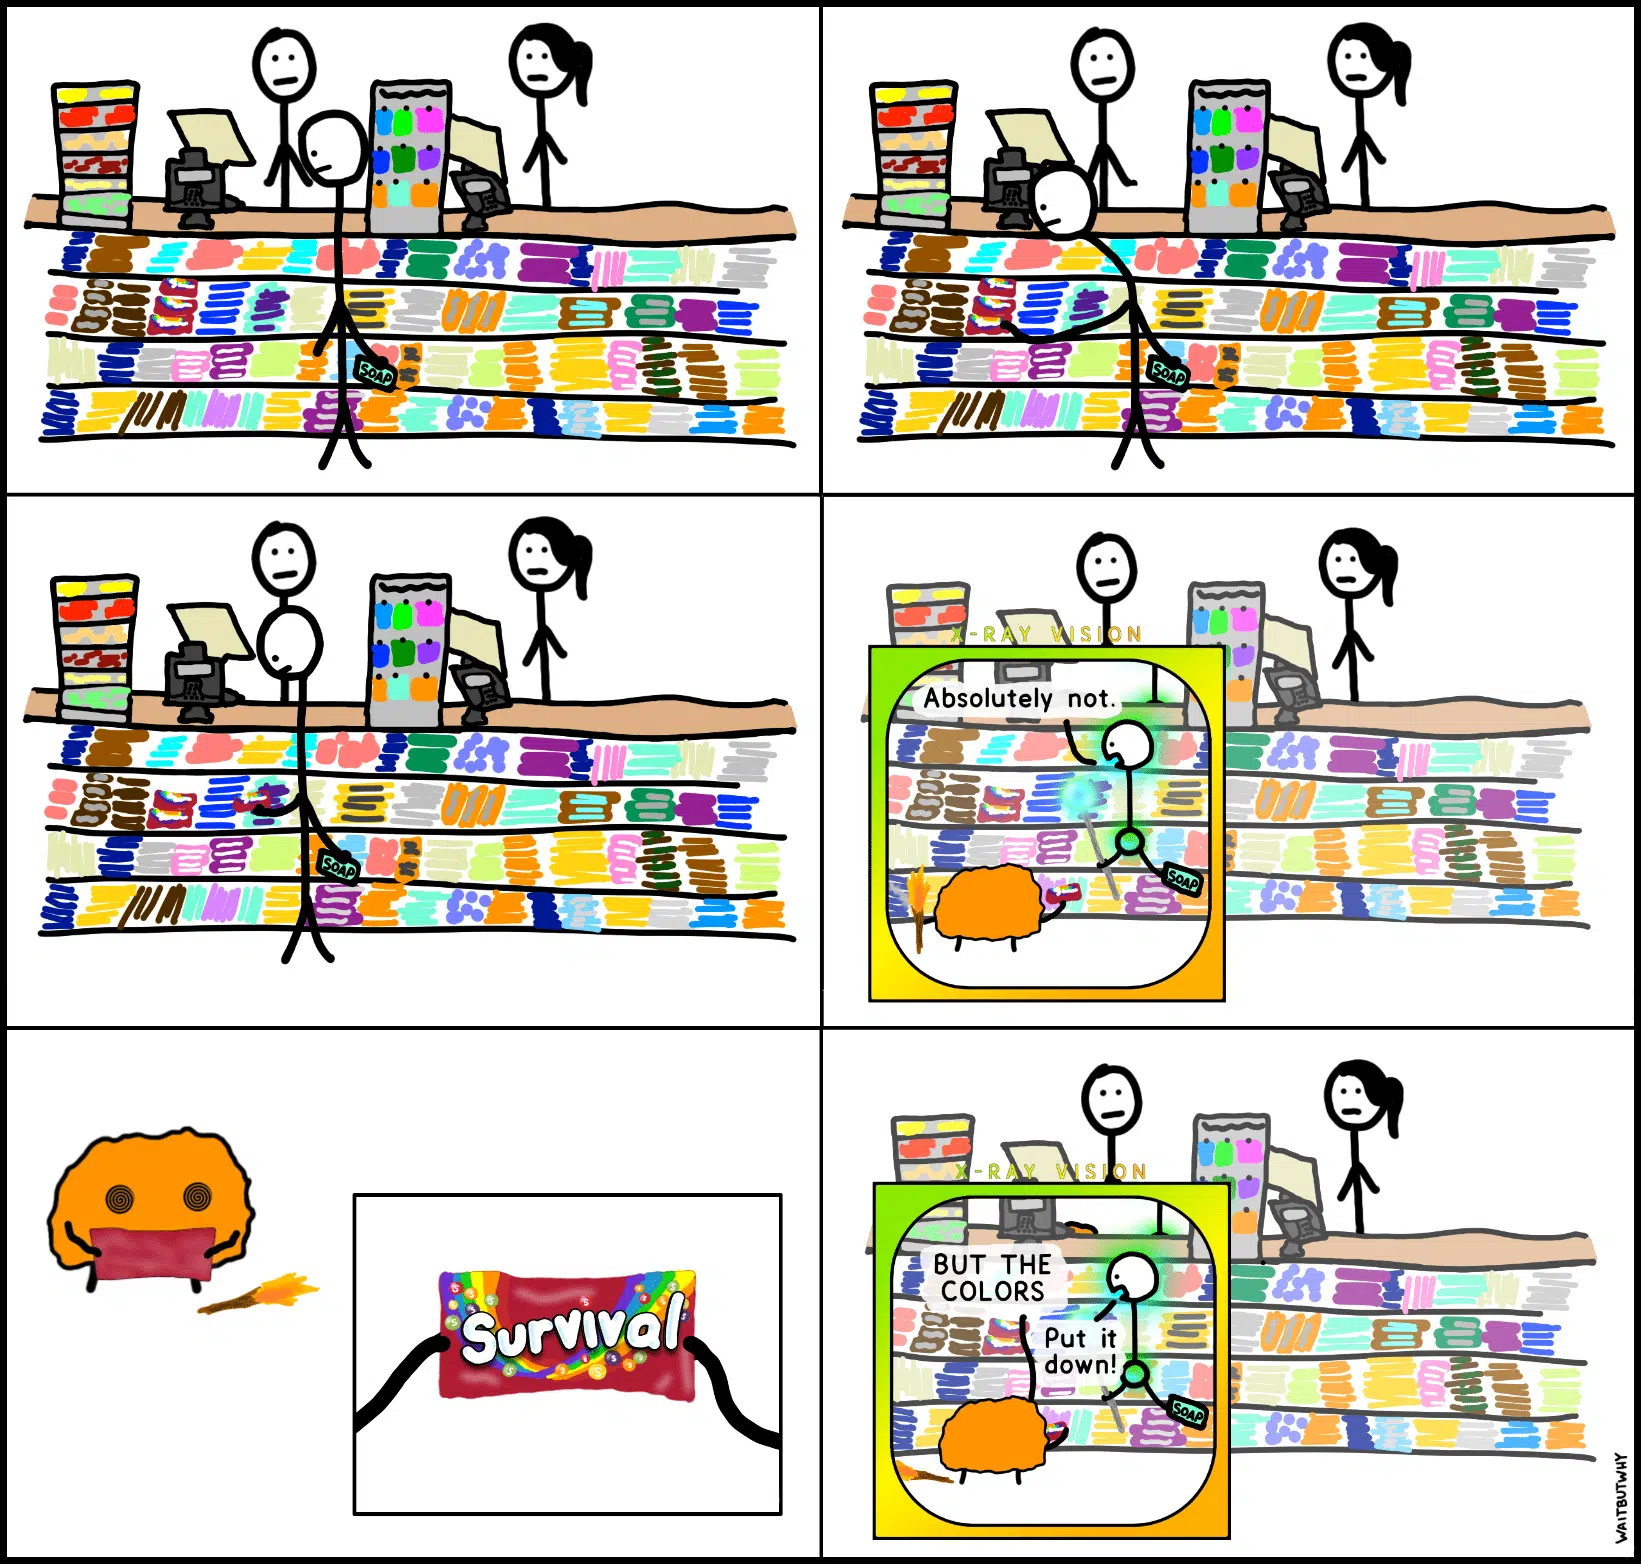 SOAP
SOAP
SOAP
X-RAY VISION
Absolutely not.
SOAP
Survival
X-RAY VISION
BUT THE
COLORS
Put it
down!
SOAP
WAITBUTWHY